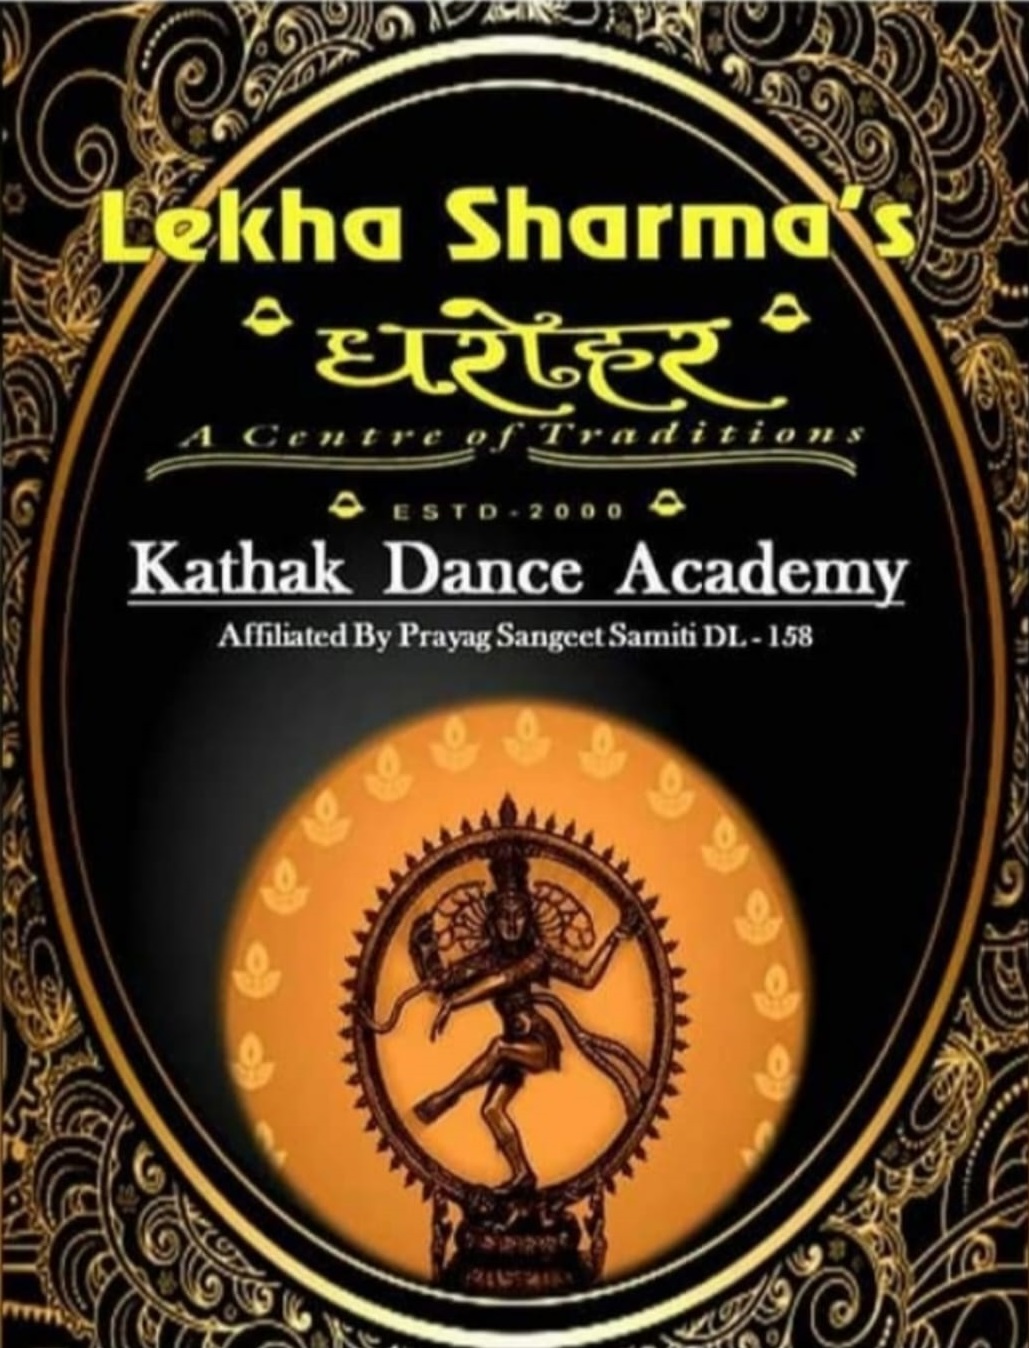 Lekha Sharma's
धरोहर
A Centre of Traditions
ESTD-2000
Kathak Dance Academy
Affiliated By Prayag Sangeet Samiti DL - 158